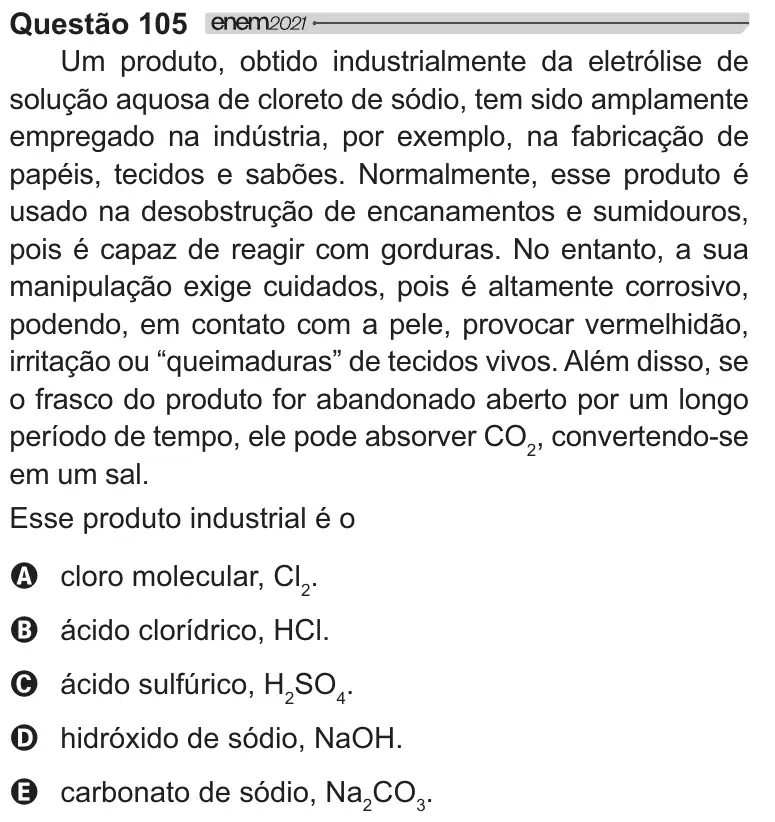 Questão 105 enem2021
Um produto, obtido industrialmente da eletrólise de
solução aquosa de cloreto de sódio, tem sido amplamente
empregado na indústria, por exemplo, na fabricação de
papéis, tecidos e sabões. Normalmente, esse produto é
usado na desobstrução de encanamentos e sumidouros,
pois é capaz de reagir com gorduras. No entanto, a sua
manipulação exige cuidados, pois é altamente corrosivo,
podendo, em contato com a pele, provocar vermelhidão,
irritação ou “queimaduras” de tecidos vivos. Além disso, se
o frasco do produto for abandonado aberto por um longo
período de tempo, ele pode absorver CO₂, convertendo-se
em um sal.
Esse produto industrial é o
A cloro molecular, Cl₂.
B ácido clorídrico, HCl.
C ácido sulfúrico, H₂SO₄.
D hidróxido de sódio, NaOH.
E carbonato de sódio, Na₂CO₃.